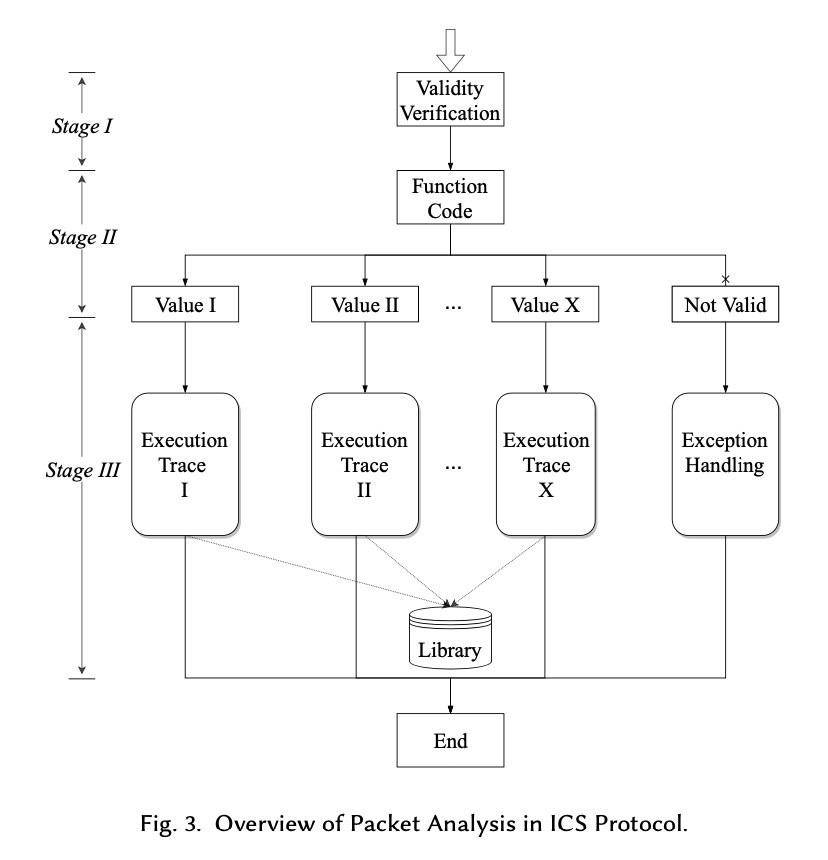 Validity
Verification
Stage I
Function
Code
Stage II
Value I
Value II
...
Value X
Not Valid
Execution
Trace
I
Execution
Trace
II
...
Execution
Trace
X
Exception
Handling
Stage III
Library
End
Fig. 3. Overview of Packet Analysis in ICS Protocol.